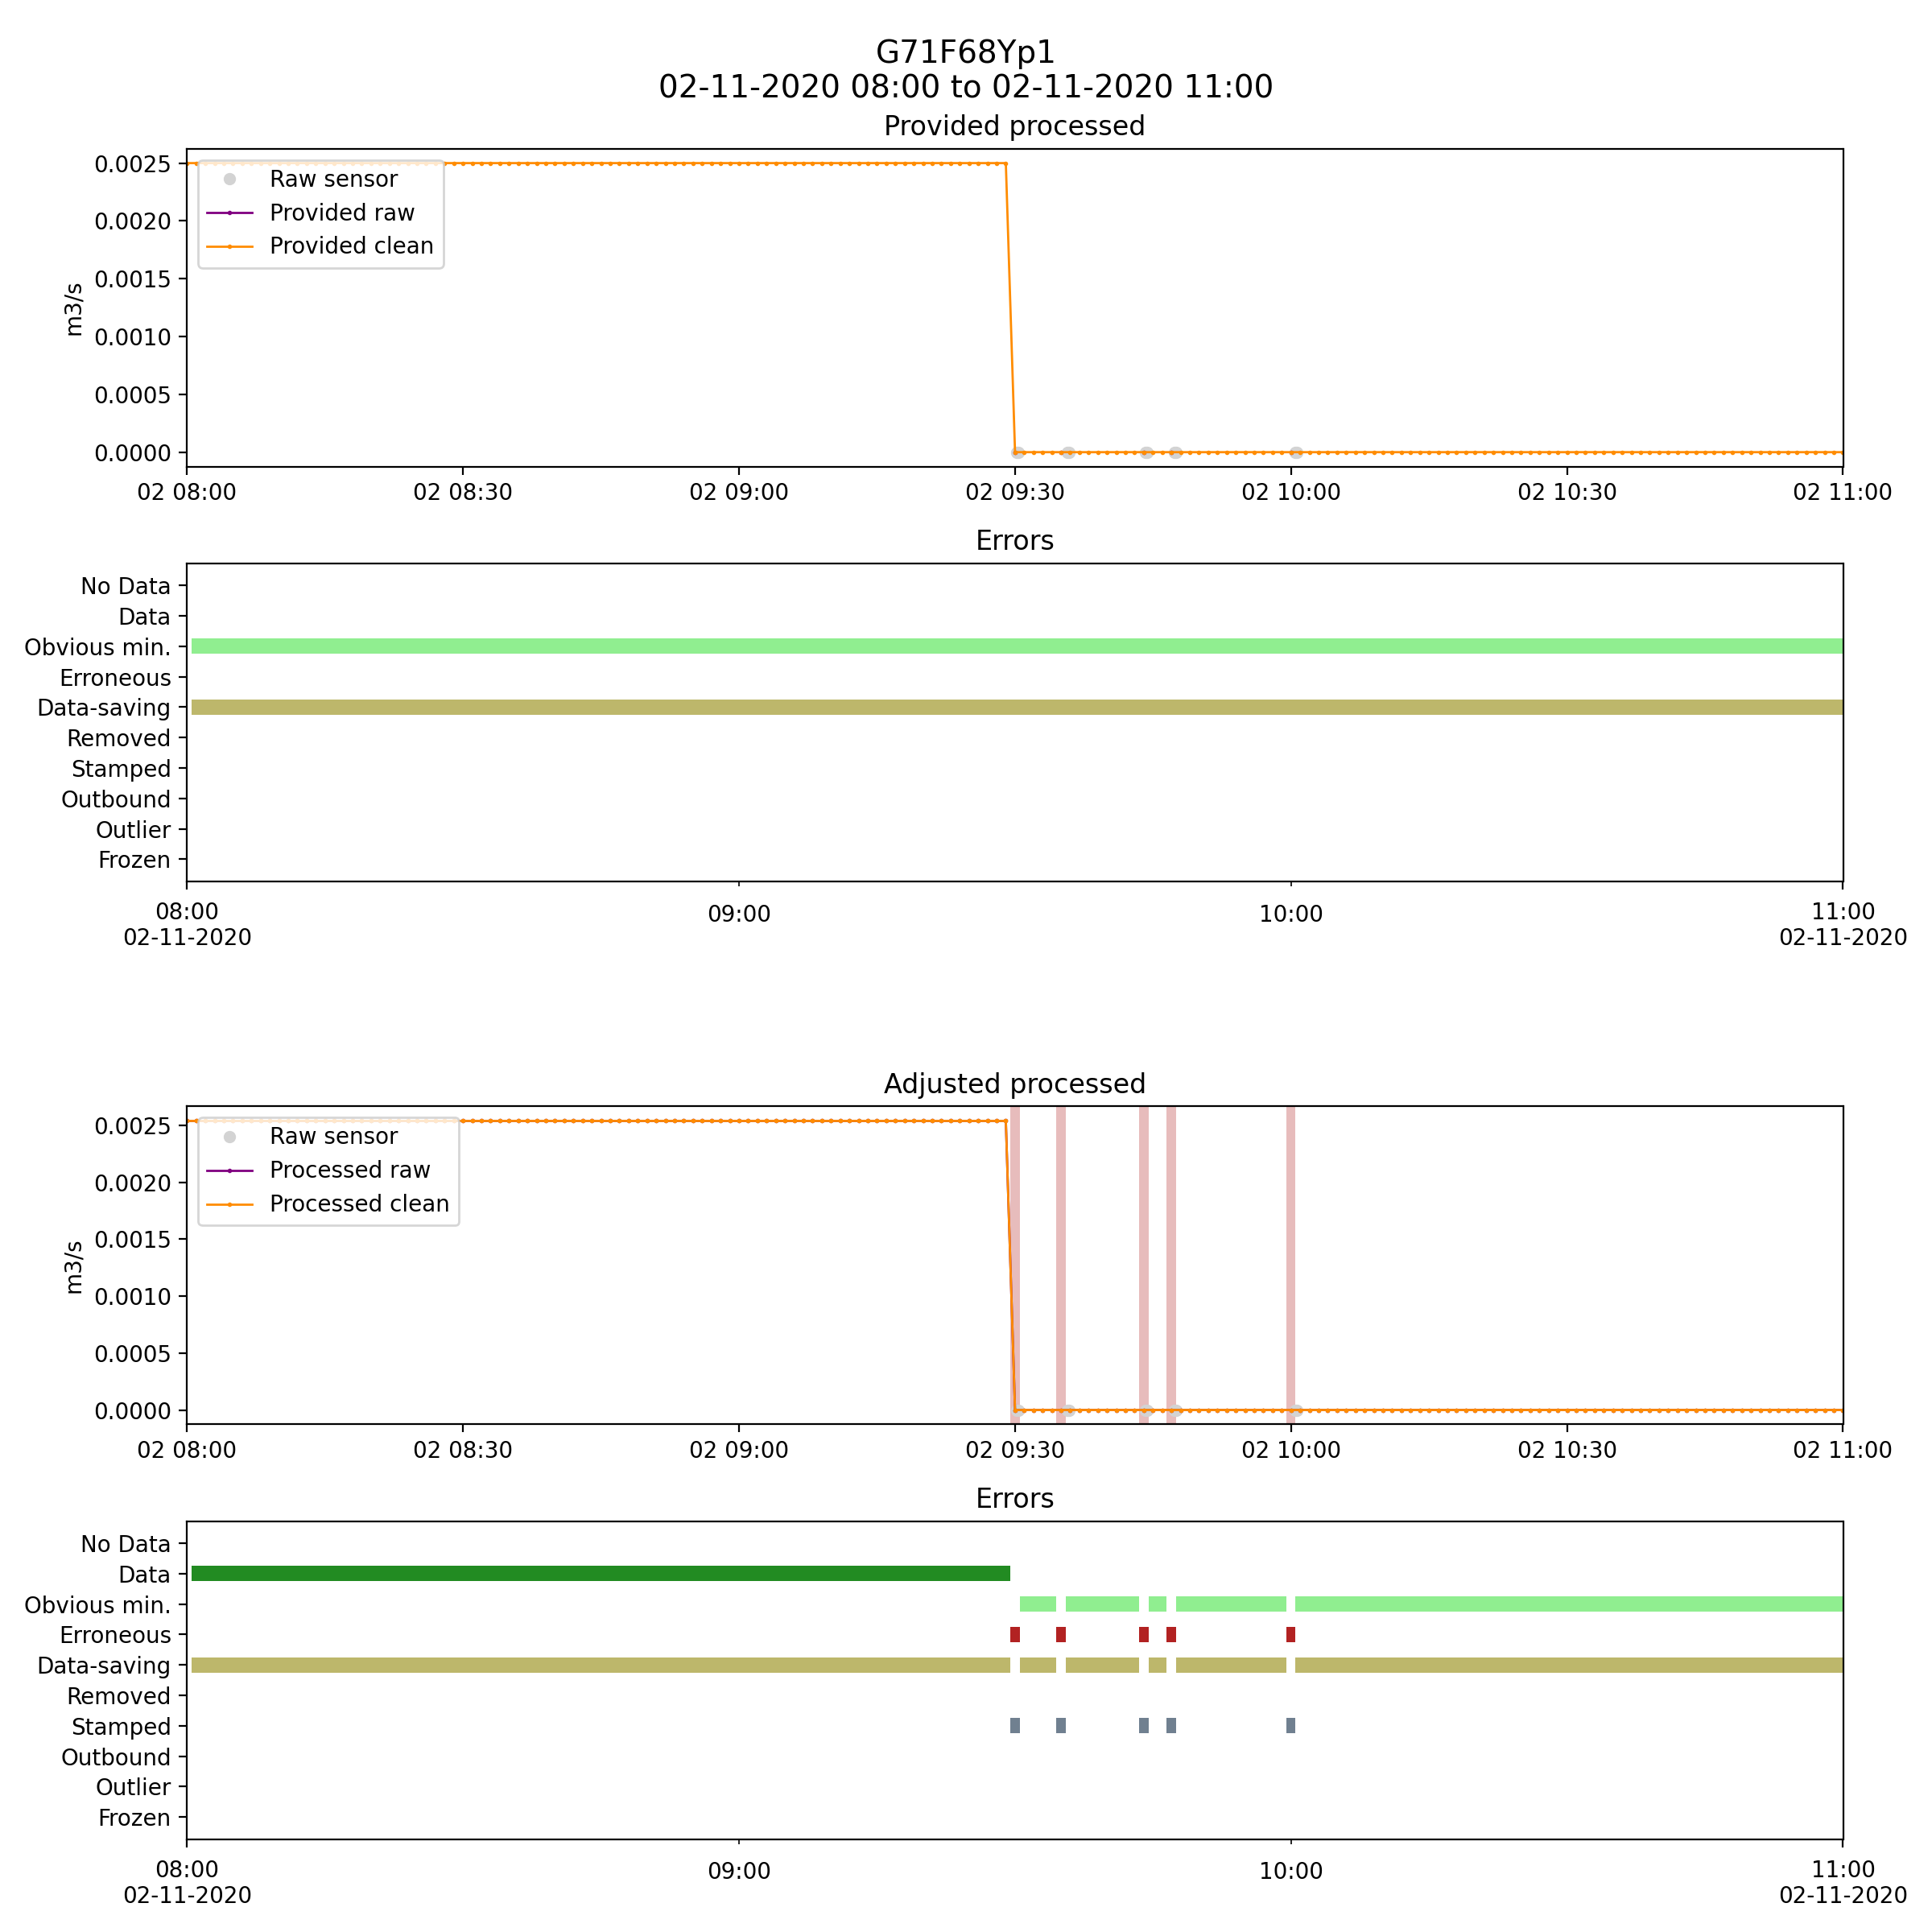 G71F68Yp1
02-11-2020 08:00 to 02-11-2020 11:00
Provided processed
0.0025
0.0020
0.0015
0.0010
0.0005
0.0000
m3/s
Raw sensor
Provided raw
Provided clean
02 08:00 02 08:30 02 09:00 02 09:30 02 10:00 02 10:30 02 11:00
Errors
No Data
Data
Obvious min.
Erroneous
Data-saving
Removed
Stamped
Outbound
Outlier
Frozen
08:00 09:00 10:00 11:00
02-11-2020 02-11-2020
Adjusted processed
0.0025
0.0020
0.0015
0.0010
0.0005
0.0000
m3/s
Raw sensor
Processed raw
Processed clean
02 08:00 02 08:30 02 09:00 02 09:30 02 10:00 02 10:30 02 11:00
Errors
No Data
Data
Obvious min.
Erroneous
Data-saving
Removed
Stamped
Outbound
Outlier
Frozen
08:00 09:00 10:00 11:00
02-11-2020 02-11-2020